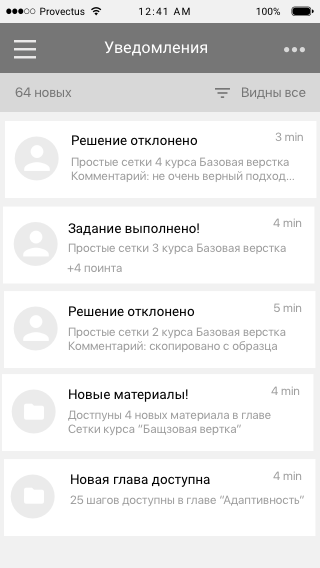 Provectus 12:41 AM 100%
Уведомления
64 новых Видны все
Решение отклонено 3 min
Простые сетки 4 курса Базовая верстка
Комментарий: не очень верный подход...
Задание выполнено! 4 min
Простые сетки 3 курса Базовая верстка
+4 поинта
Решение отклонено 5 min
Простые сетки 2 курса Базовая верстка
Комментарий: скопировано с образца
Новые материалы! 4 min
Достпуны 4 новых материала в главе
Сетки курса “Бащзовая вертка”
Новая глава доступна 4 min
25 шагов доступны в главе “Адаптивность”